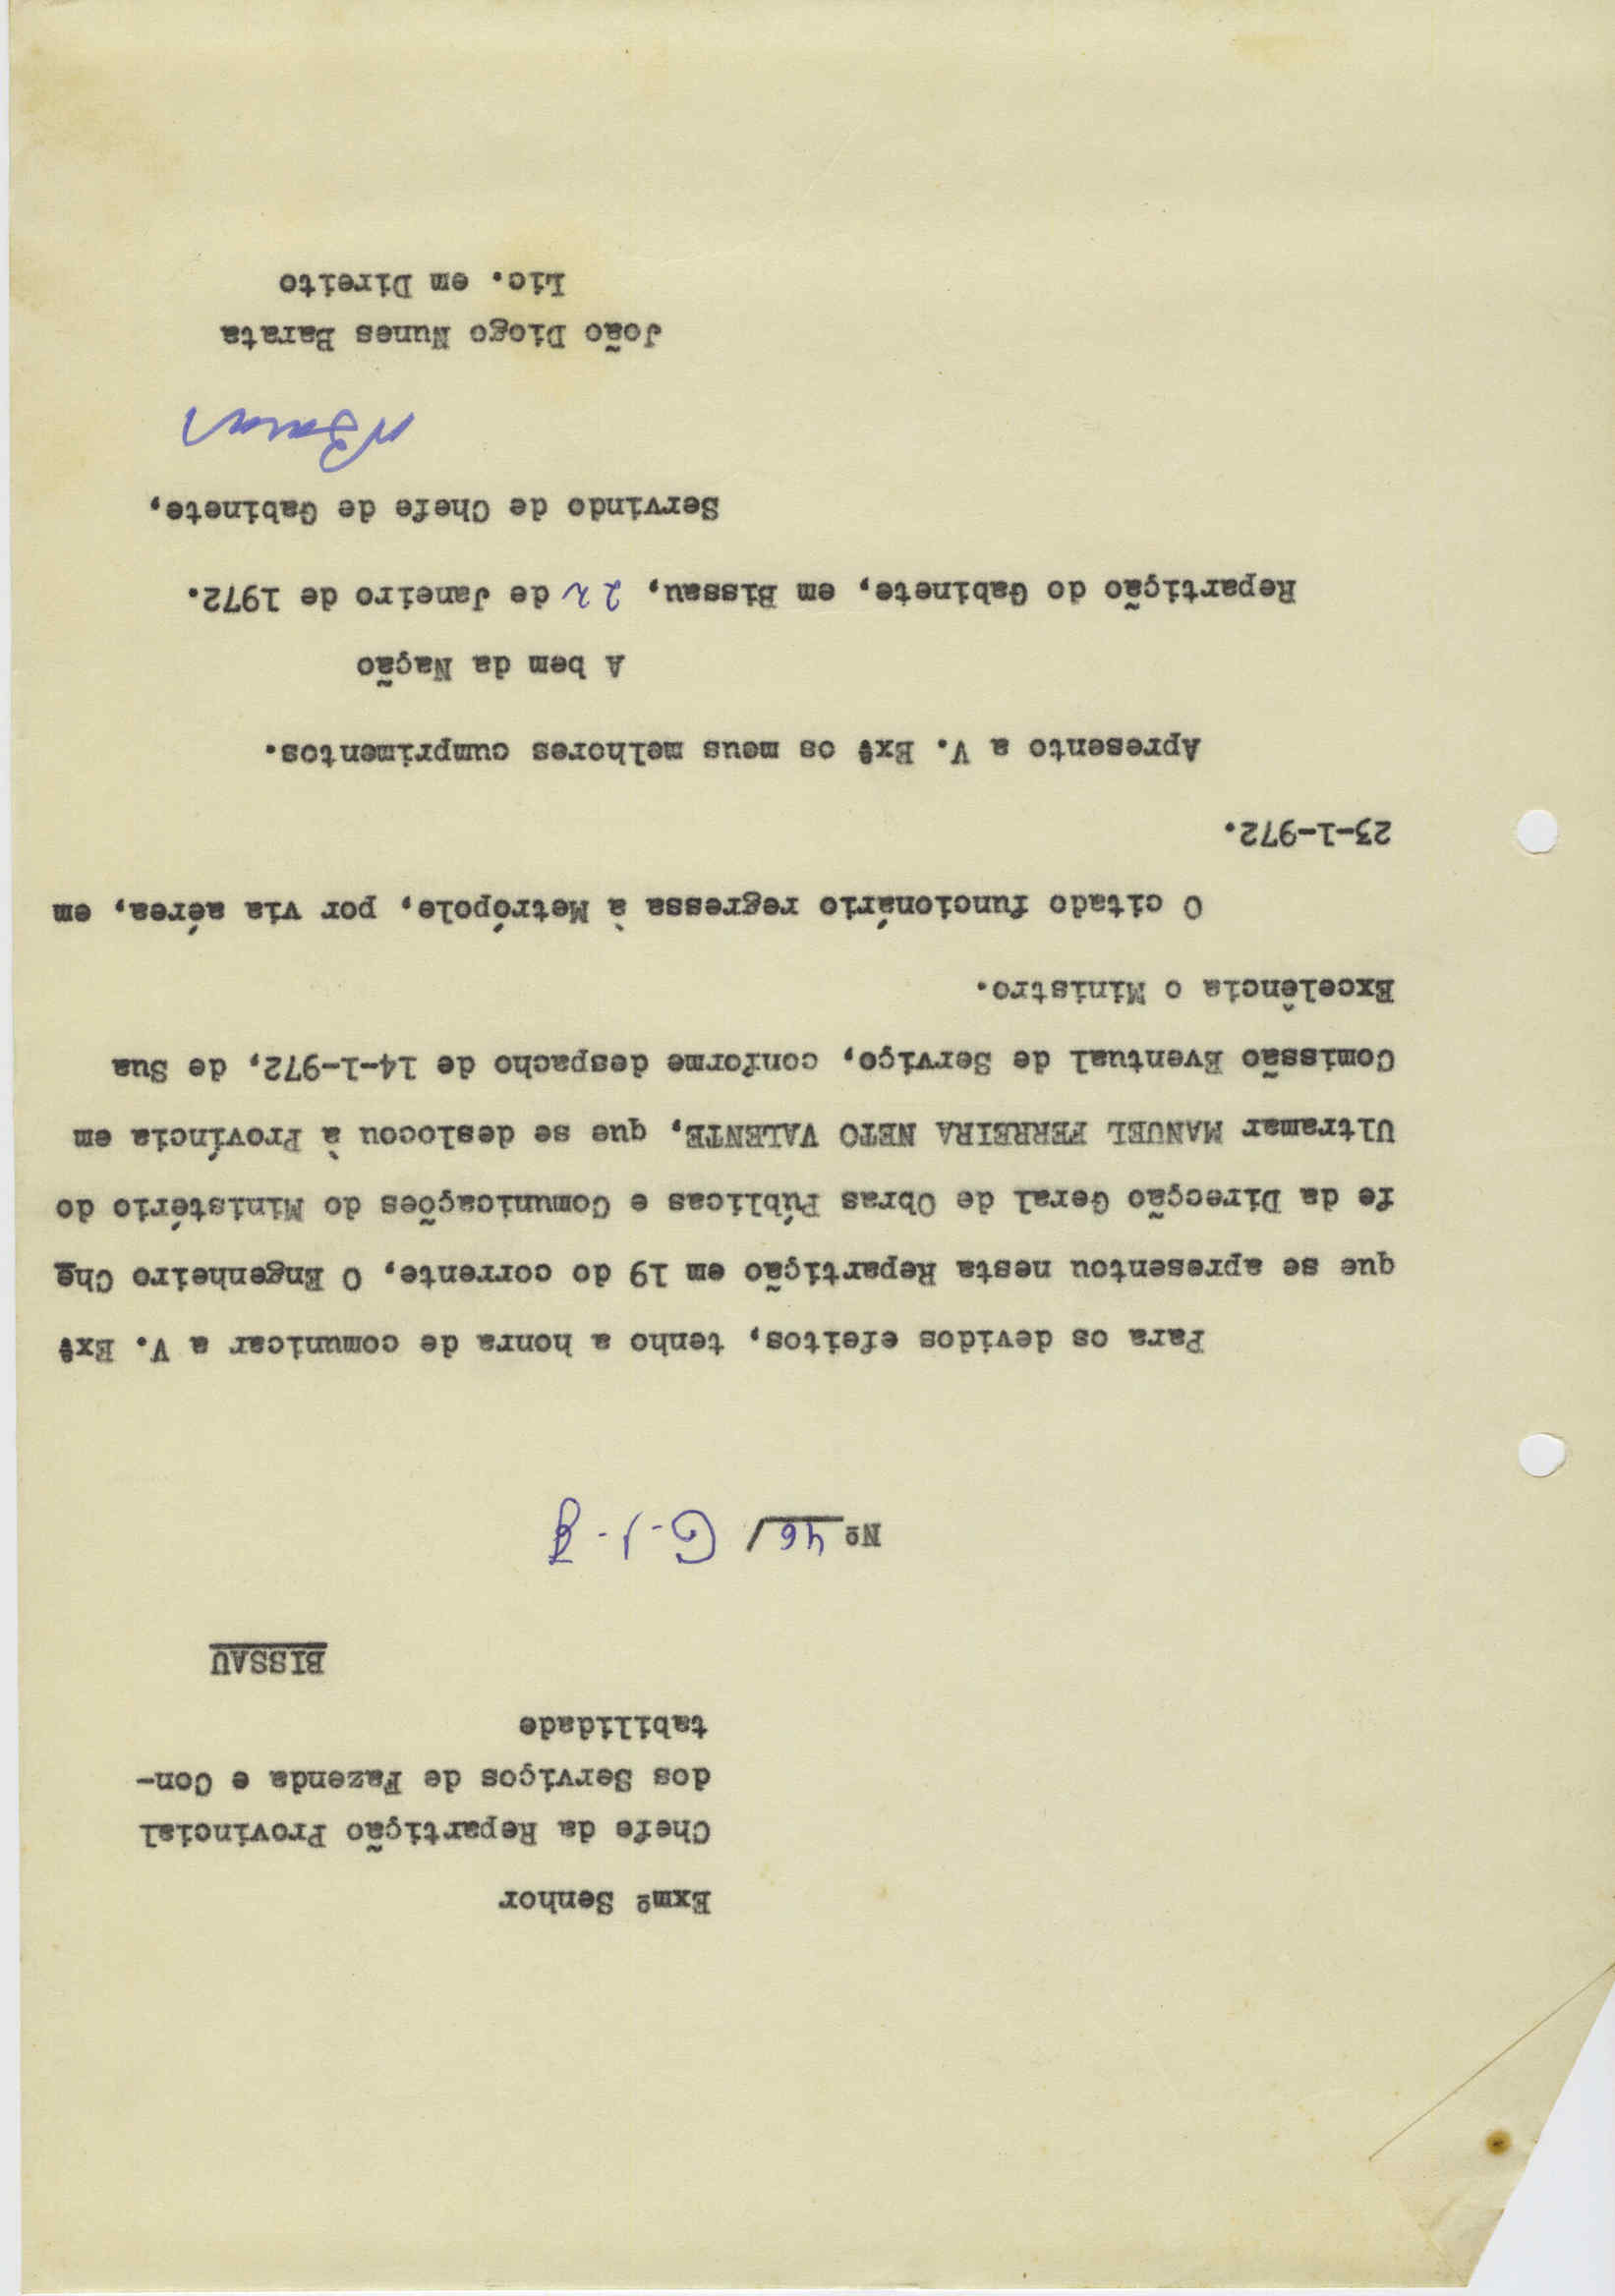 Exmº Senhor
Chefe da Repartição Provincial
dos Serviços de Fazenda e Con-
tabilidade
BISSAU
Nº 461 G-1-
Para os devidos efeitos, tenho a honra de comunicar a V. Exª
que se apresentou nesta Repartição em 19 do corrente, O Engenheiro Che
fe da Direcção Geral de Obras Públicas e Comunicações do Ministério do
Ultramar MANUEL FERREIRA NETO VALENTE, que se deslocou à Província em
Comissão Eventual de Serviço, conforme despacho de 14-1-972, de Sua
Excelência o Ministro.
O citado funcionário regressa à Metrópole, por via aérea, em
23-1-972.
Apresento a V. Exª os meus melhores cumprimentos.
A bem da Nação
Repartição do Gabinete, em Bissau, 22 de Janeiro de 1972.
Servindo de Chefe de Gabinete,
João Diogo Nunes Barata
Lic. em Direito